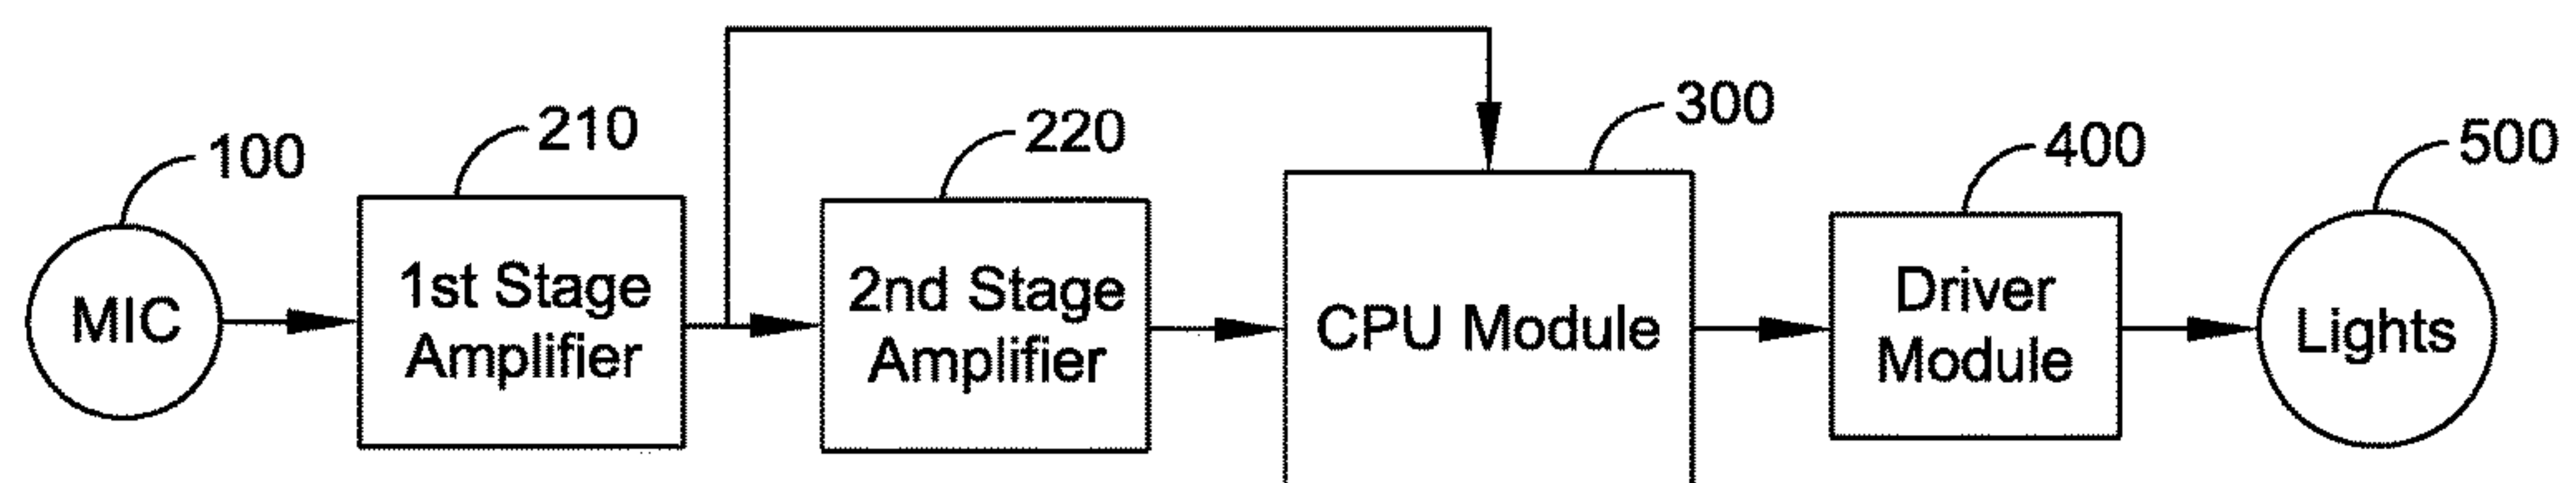 100
210
220
300
400
500
MIC
1st Stage
Amplifier
2nd Stage
Amplifier
CPU Module
Driver
Module
Lights